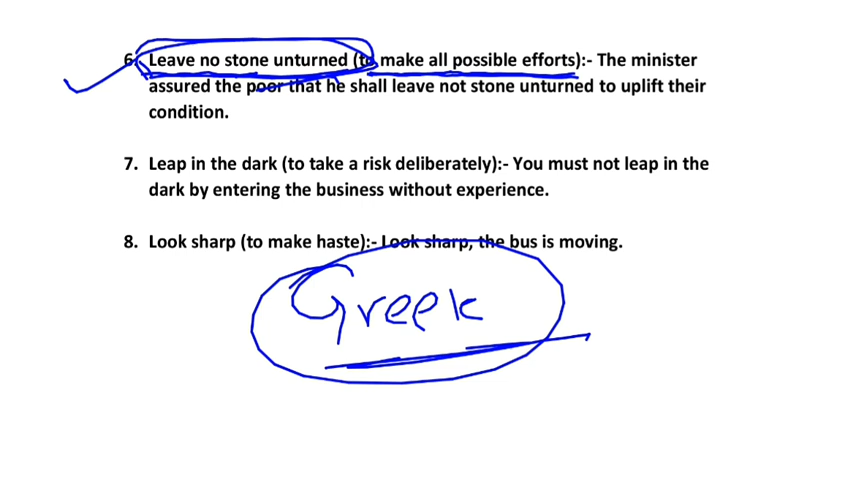 6. Leave no stone unturned (to make all possible efforts):- The minister
assured the poor that he shall leave not stone unturned to uplift their
condition.
7. Leap in the dark (to take a risk deliberately):- You must not leap in the
dark by entering the business without experience.
8. Look sharp (to make haste):- Look sharp, the bus is moving.
Greek